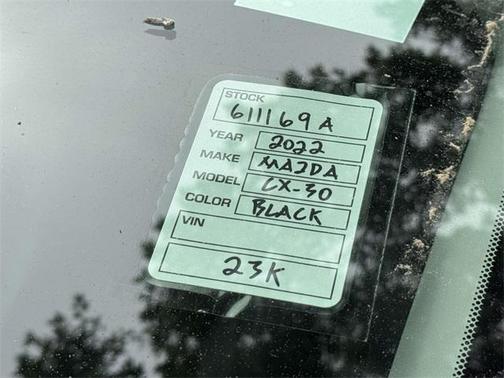 STOCK
611169A
YEAR 2022
MAKE MAZDA
MODEL CX-30
COLOR BLACK
VIN
23K